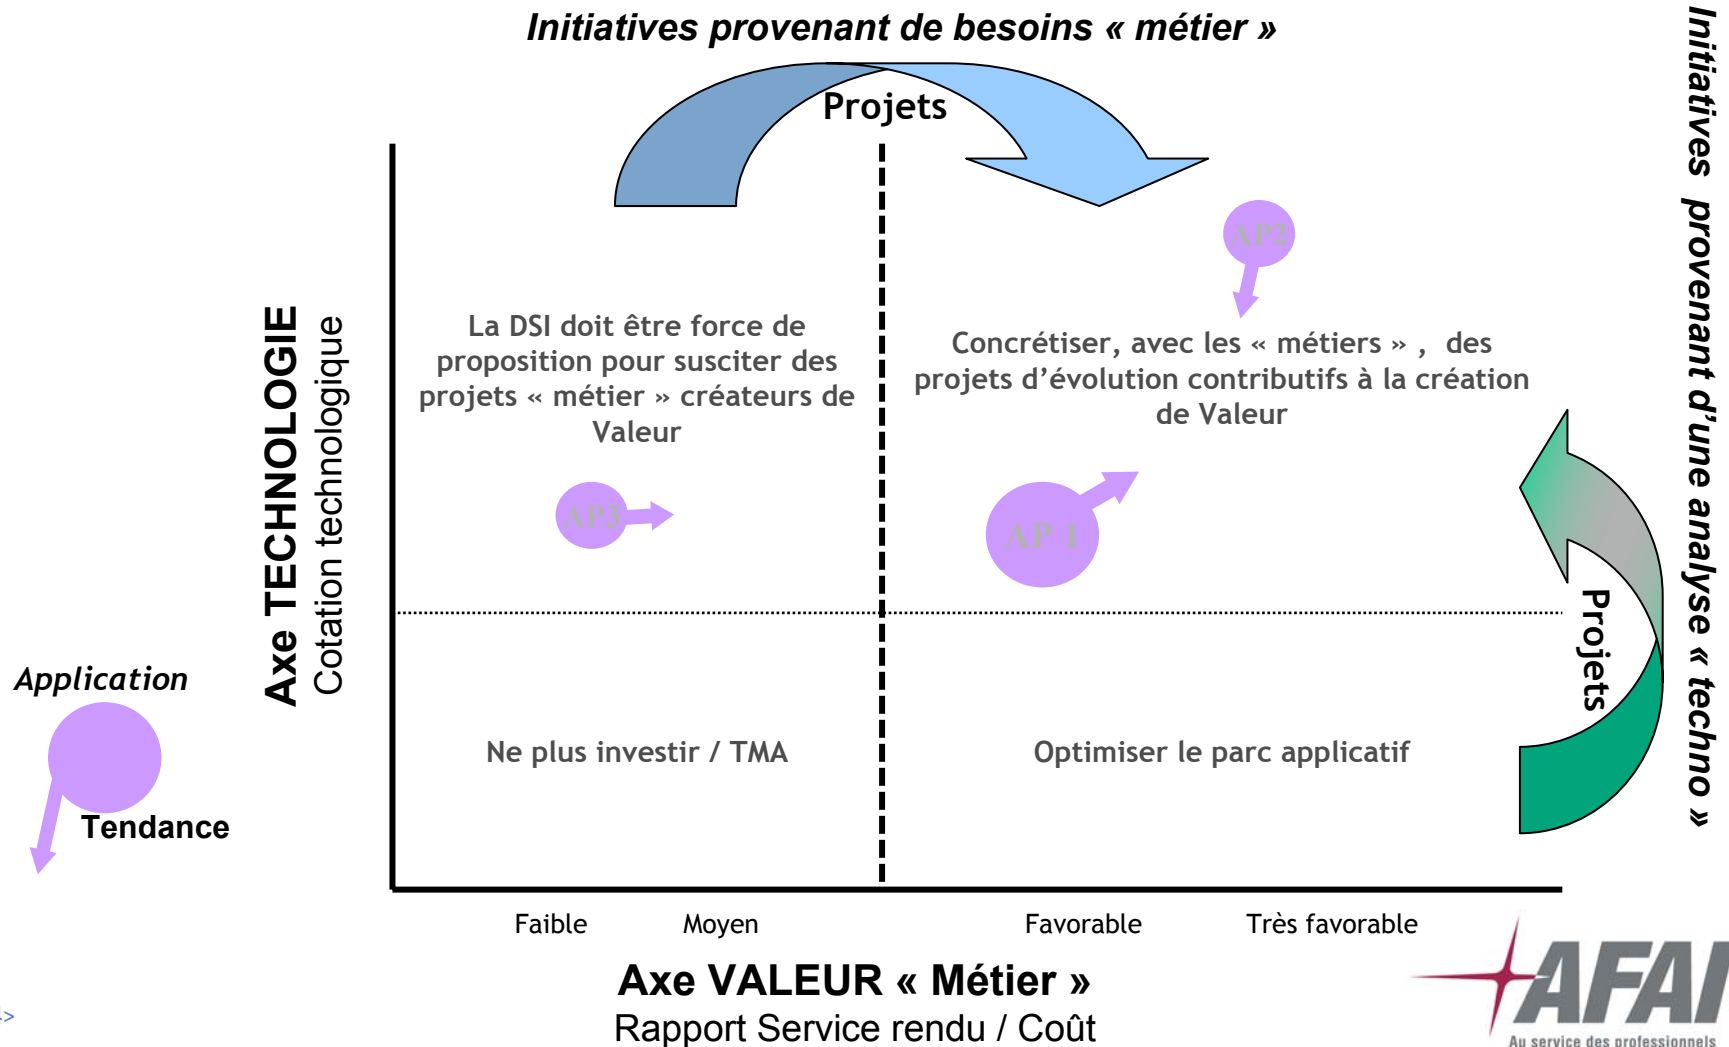 Initiatives provenant de besoins « métier »
Projets
Initiatives provenant d'une analyse « techno »
Axe TECHNOLOGIE
Cotation technologique
AP2
La DSI doit être force de
proposition pour susciter des
projets « métier » créateurs de
Valeur
Concrétiser, avec les « métiers » , des
projets d'évolution contributifs à la création
de Valeur
AP3
AP 1
Projets
Application
Tendance
Ne plus investir / TMA
Optimiser le parc applicatif
Faible
Moyen
Favorable
Très favorable
Axe VALEUR « Métier »
Rapport Service rendu / Coût
AFAI
Au service des professionnels